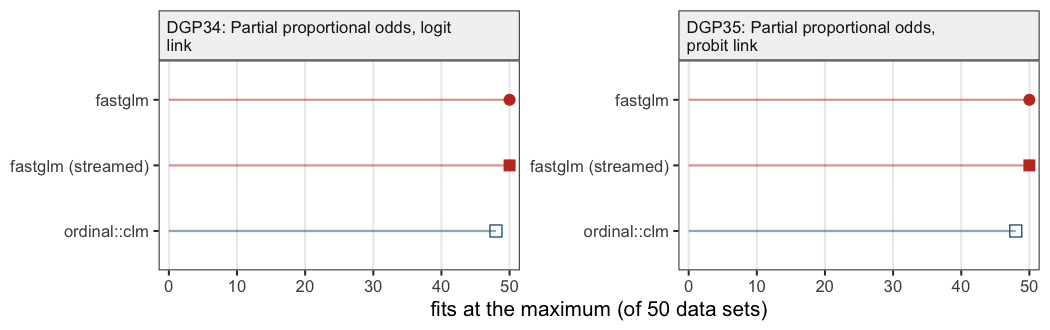 DGP34: Partial proportional odds, logit
link
DGP35: Partial proportional odds,
probit link
fastglm
fastglm (streamed)
ordinal::clm
fastglm
fastglm (streamed)
ordinal::clm
0 10 20 30 40 50
0 10 20 30 40 50
fits at the maximum (of 50 data sets)